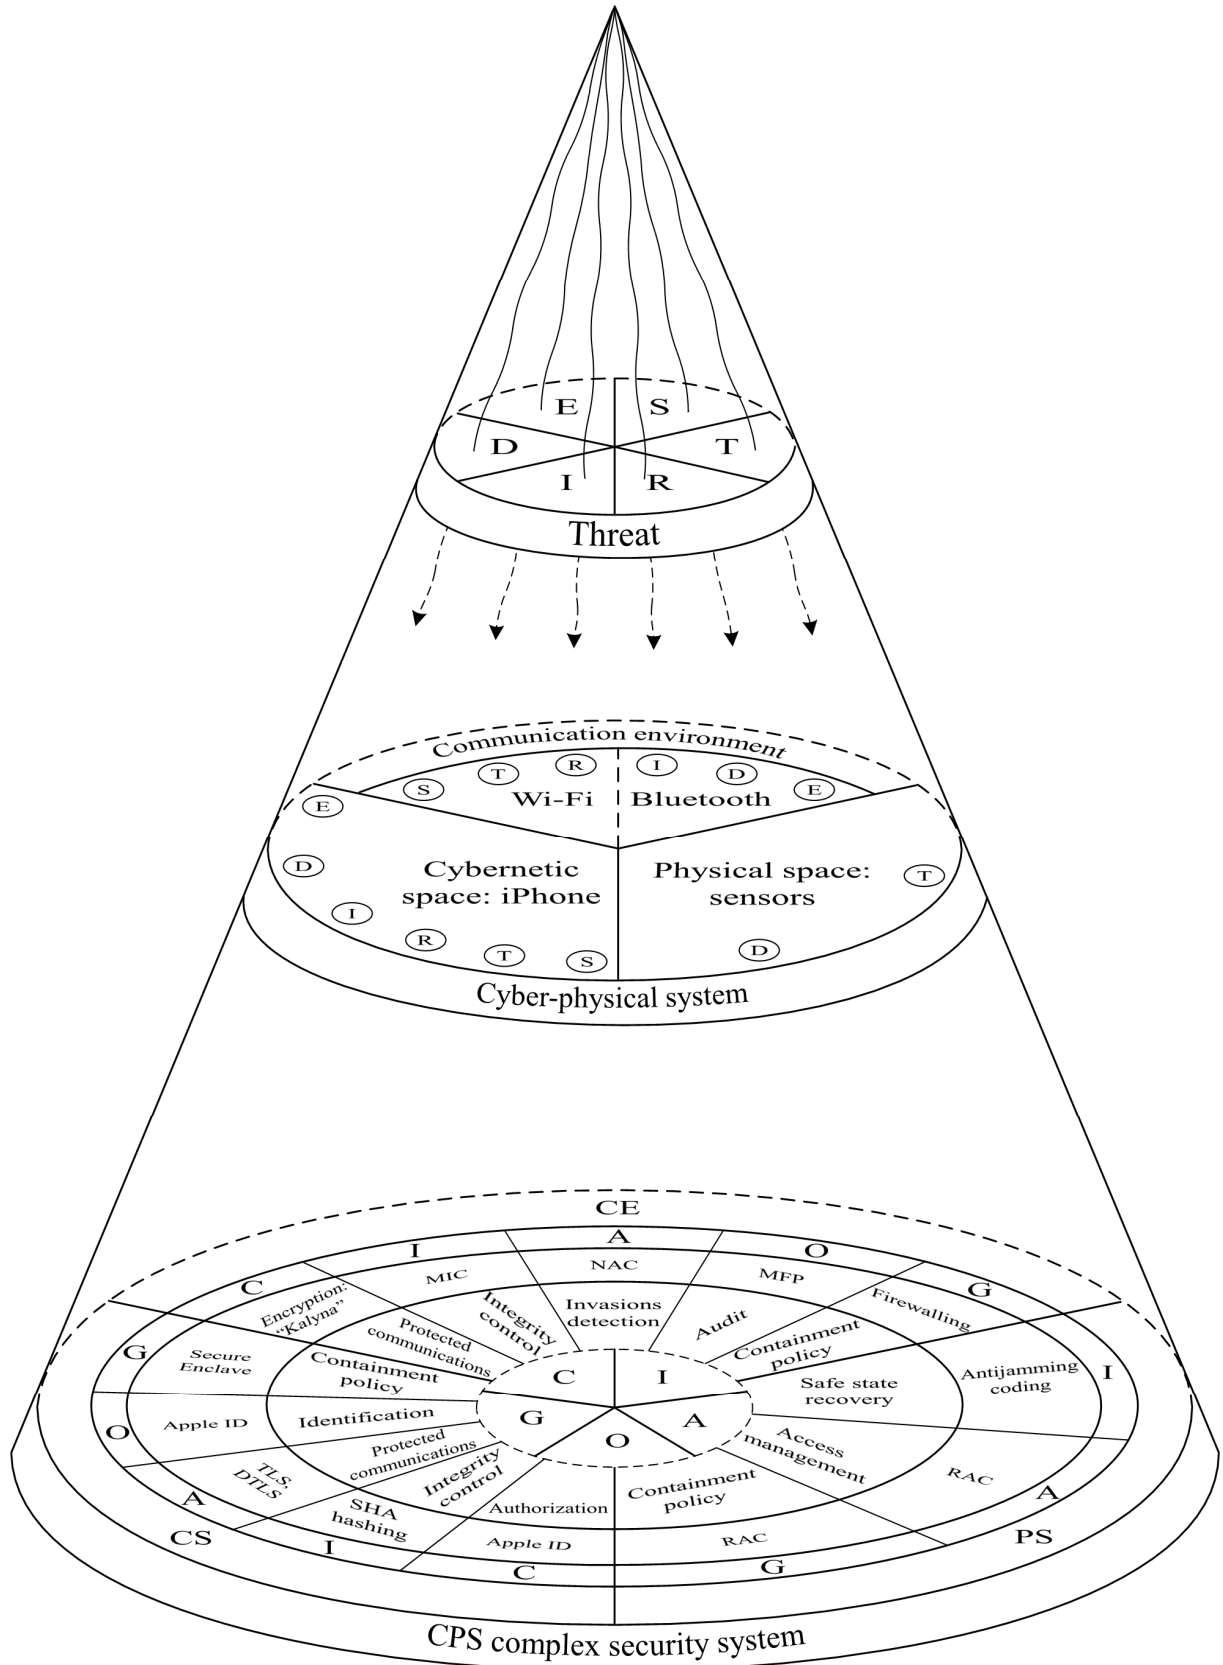 E S
D T
I R
Threat
Communication environment
S T R I D E
Wi-Fi Bluetooth
E
D
I
R
T
S
Cybernetic
space: iPhone
Physical space:
sensors
T
D
Cyber-physical system
CE
C
I
A
O
G
Encryption:
“Kalyna”
MIC
NAC
MFP
Firewalling
Protected
communications
Integrity
control
Invasions
detection
Audit
Containment
policy
G
Secure
Enclave
Containment
policy
O
Apple ID
Identification
A
TLS,
DTLS
Protected
communications
I
SHA
hashing
Integrity
control
C
Apple ID
Authorization
CS
I
Antijamming
coding
Safe state
recovery
A
RAC
Access
management
G
RAC
Containment
policy
PS
C I
G A
O
CPS complex security system